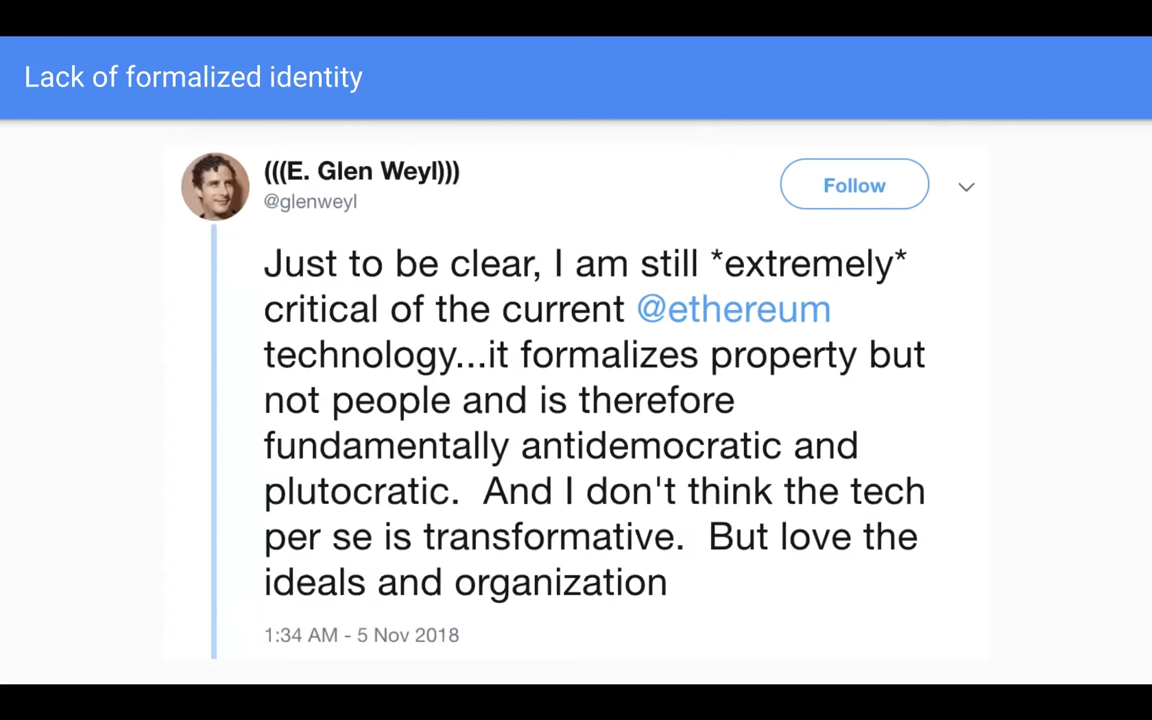 Lack of formalized identity
(((E. Glen Weyl)))
@glenweyl
Follow
Just to be clear, I am still *extremely*
critical of the current @ethereum
technology...it formalizes property but
not people and is therefore
fundamentally antidemocratic and
plutocratic.  And I don't think the tech
per se is transformative.  But love the
ideals and organization
1:34 AM - 5 Nov 2018